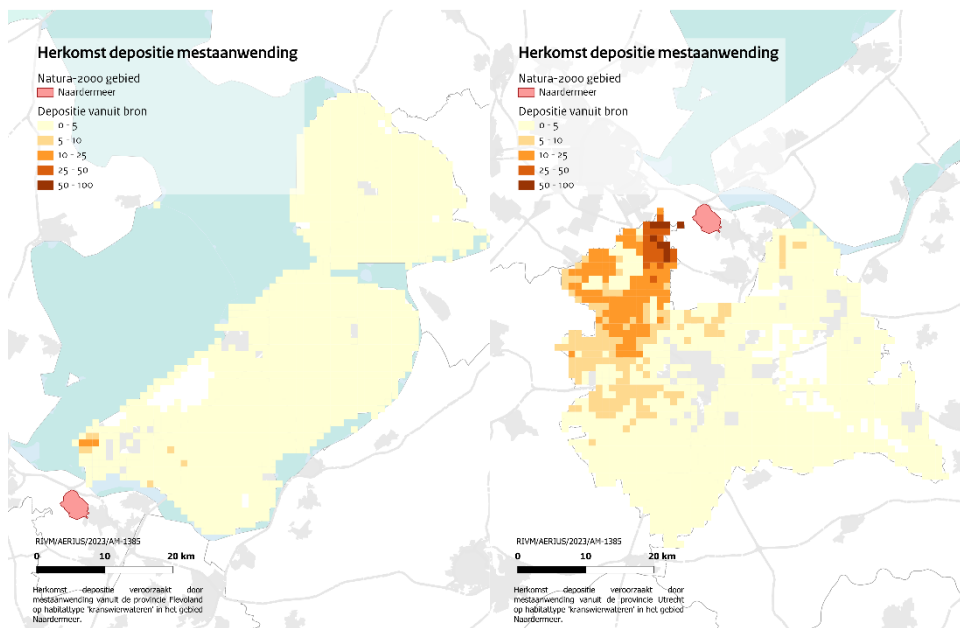 Herkomst depositie mestaanwending
Natura-2000 gebied
Naardermeer
Depositie vanuit bron
0 - 5
5 - 10
10 - 25
25 - 50
50 - 100
RIVM/AERIUS/2023/AM-1385
0 10 20 km
Herkomst depositie veroorzaakt door
mestaanwending vanuit de provincie Flevoland
op habitattype 'kranswierwateren' in het gebied
Naardermeer.
Herkomst depositie mestaanwending
Natura-2000 gebied
Naardermeer
Depositie vanuit bron
0 - 5
5 - 10
10 - 25
25 - 50
50 - 100
RIVM/AERIUS/2023/AM-1385
0 10 20 km
Herkomst depositie veroorzaakt door
mestaanwending vanuit de provincie Utrecht
op habitattype 'kranswierwateren' in het gebied
Naardermeer.